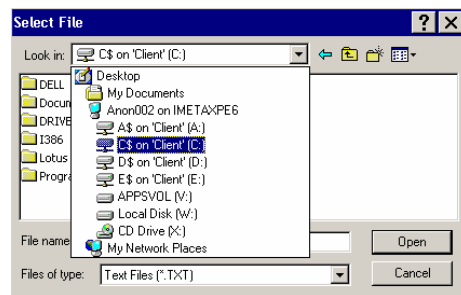 Select File
Look in: C$ on 'Client' (C:)
Desktop
My Documents
Anon002 on IMETAXPE6
A$ on 'Client' (A:)
C$ on 'Client' (C:)
D$ on 'Client' (D:)
E$ on 'Client' (E:)
APPSVOL (V:)
Local Disk (W:)
CD Drive (X:)
My Network Places
DELL
Docum
DRIVE
I386
Lotus
Progra
File name
Open
Files of type: Text Files (*.TXT)
Cancel